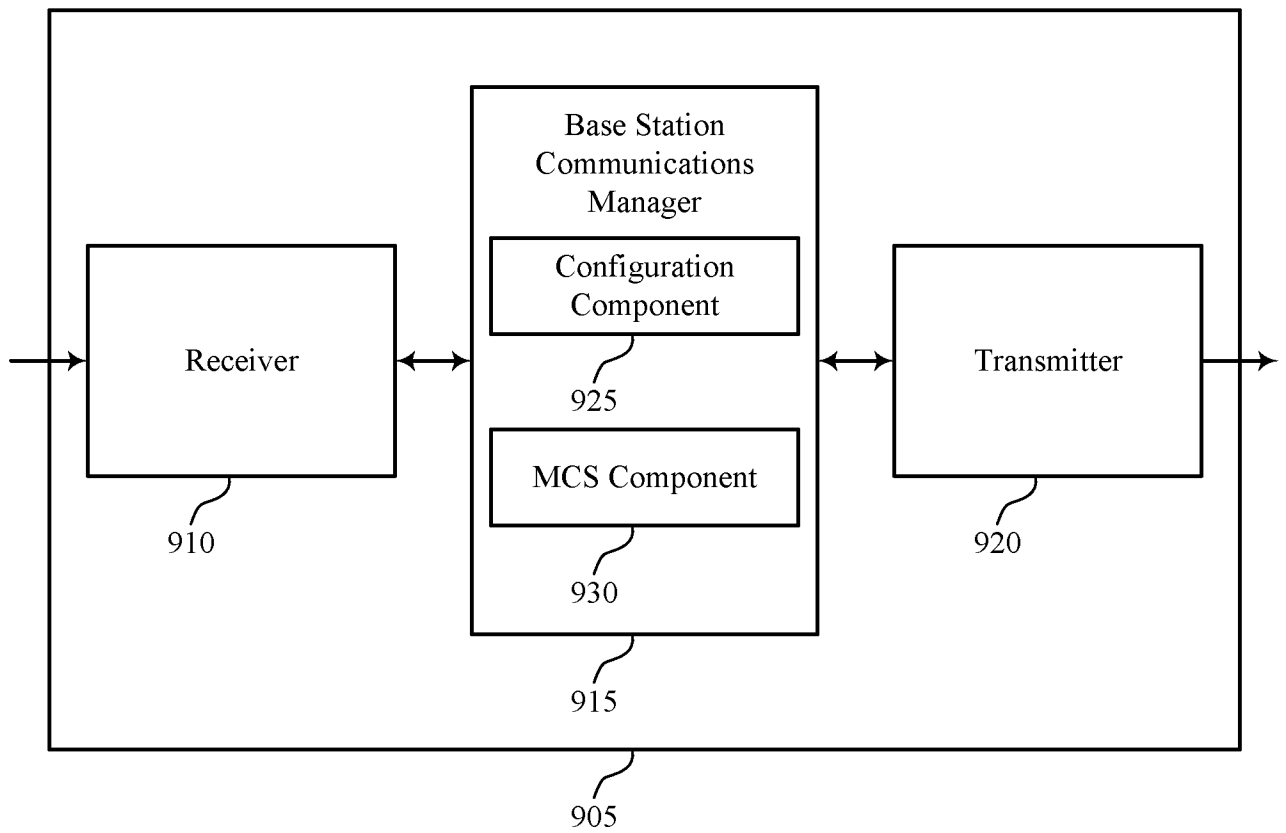 Base Station
Communications
Manager
Configuration
Component
925
Receiver
910
MCS Component
930
Transmitter
920
915
905